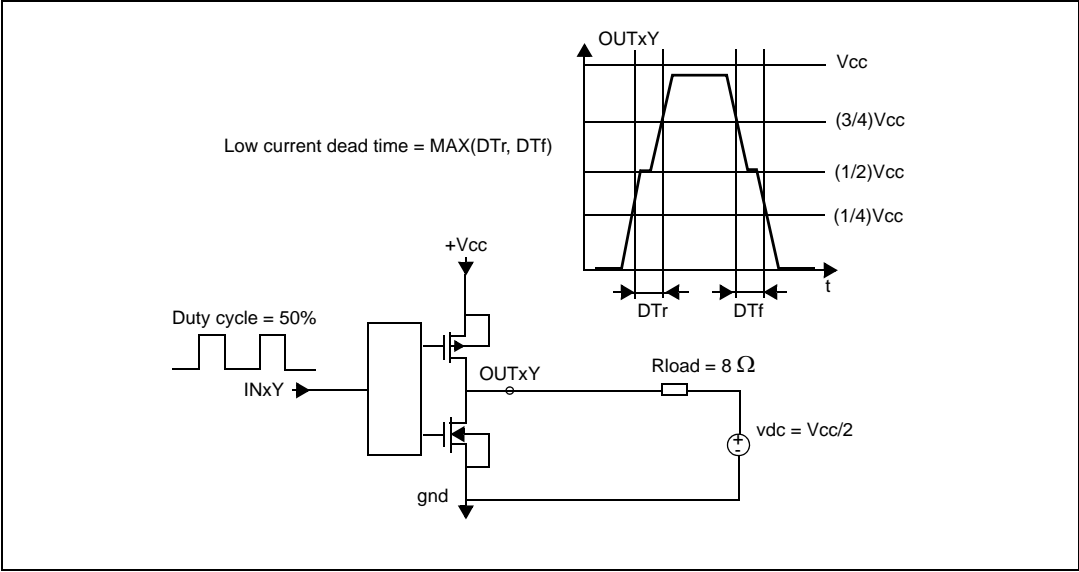 OUTxY
Vcc
(3/4)Vcc
Low current dead time = MAX(DTr, DTf)
(1/2)Vcc
(1/4)Vcc
+Vcc
t
DTr
DTf
Duty cycle = 50%
Rload = 8 Ω
OUTxY
INxY
vdc = Vcc/2
+
-
gnd